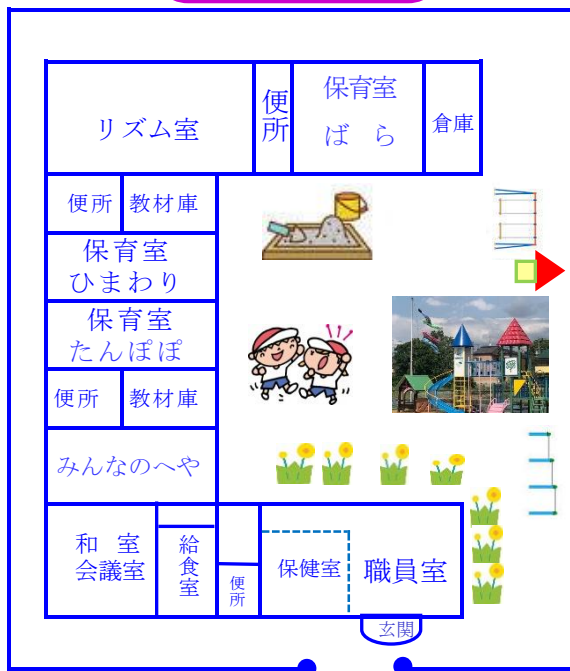 リズム室
便所
保育室
ば ら
倉庫
便所
教材庫
保育室
ひまわり
保育室
たんぽぽ
便所
教材庫
みんなのへや
和 室
会議室
給食室
便所
保健室
職員室
玄関